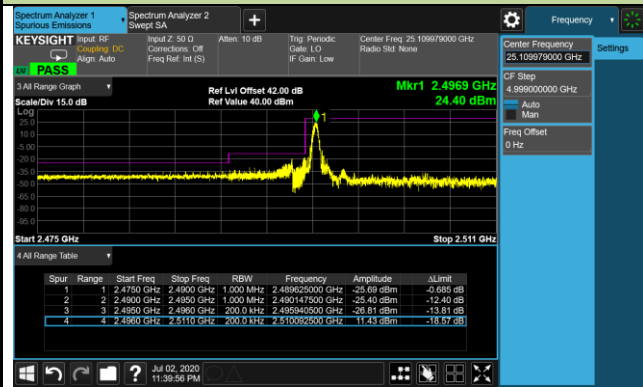 Spectrum Analyzer 1
Spurious Emissions
Spectrum Analyzer 2
Swept SA
Frequency
KEYSIGHT
Input: RF
Coupling: DC
Align: Auto
Input Z: 50 Ω
Corrections: Off
Freq Ref: Int (S)
Atten: 10 dB
Trig: Periodic
Gate: LO
IF Gain: Low
Center Freq: 25.109979000 GHz
Radio Std: None
PASS
Center Frequency
25.109979000 GHz
Settings
CF Step
4.999000000 GHz
Auto
Man
Freq Offset
0 Hz
3 All Range Graph
Scale/Div 15.0 dB
Ref Lvl Offset 42.00 dB
Ref Value 40.00 dBm
Mkr1 2.4969 GHz
24.40 dBm
Log
25.0
10.0
-5.00
-20.0
-35.0
-50.0
-65.0
-80.0
-95.0
1
Start 2.475 GHz
Stop 2.511 GHz
4 All Range Table
Spur Range Start Freq Stop Freq RBW Frequency Amplitude ΔLimit
1 1 2.4750 GHz 2.4900 GHz 1.000 MHz 2.489625000 GHz -25.69 dBm -0.685 dB
2 2 2.4900 GHz 2.4950 GHz 1.000 MHz 2.490147500 GHz -25.40 dBm -12.40 dB
3 3 2.4950 GHz 2.4960 GHz 200.0 kHz 2.495940500 GHz -26.81 dBm -13.81 dB
4 4 2.4960 GHz 2.5110 GHz 200.0 kHz 2.510092500 GHz 11.43 dBm -18.57 dB
Jul 02, 2020
11:39:56 PM